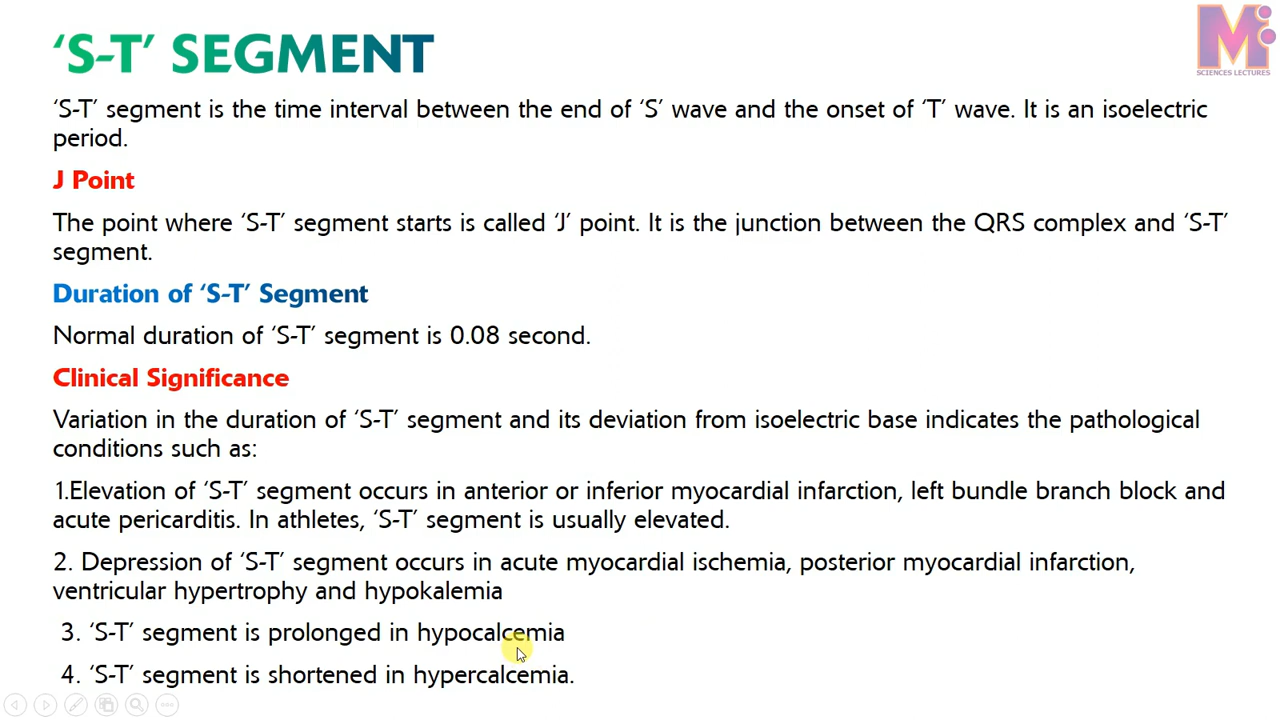 ‘S-T’ SEGMENT
M
SCIENCES LECTURES
‘S-T’ segment is the time interval between the end of ‘S’ wave and the onset of ‘T’ wave. It is an isoelectric
period.
J Point
The point where ‘S-T’ segment starts is called ‘J’ point. It is the junction between the QRS complex and ‘S-T’
segment.
Duration of ‘S-T’ Segment
Normal duration of ‘S-T’ segment is 0.08 second.
Clinical Significance
Variation in the duration of ‘S-T’ segment and its deviation from isoelectric base indicates the pathological
conditions such as:
1.Elevation of ‘S-T’ segment occurs in anterior or inferior myocardial infarction, left bundle branch block and
acute pericarditis. In athletes, ‘S-T’ segment is usually elevated.
2. Depression of ‘S-T’ segment occurs in acute myocardial ischemia, posterior myocardial infarction,
ventricular hypertrophy and hypokalemia
3. ‘S-T’ segment is prolonged in hypocalcemia
4. ‘S-T’ segment is shortened in hypercalcemia.